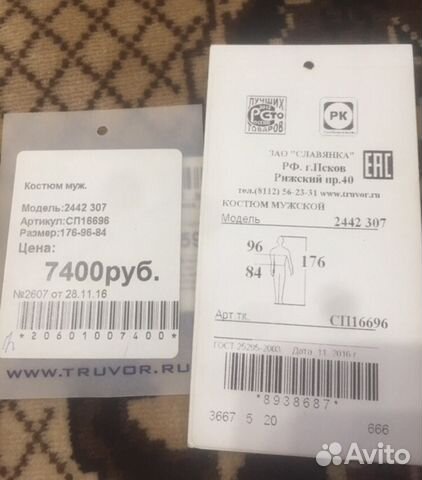 Костюм муж.
Модель:2442 307
Артикул:СП16696
Размер:176-96-84
Цена:
7400руб.
№2607 от 28.11.16
*20601007400*
WWW.TRUVOR.RU
ЛУЧШИХ
ТОВАРОВ
РК
ЗАО "СЛАВЯНКА"
РФ. г.Псков
Рижский пр.40
тел.(8112) 56-23-31 www.truvor.ru
EAC
КОСТЮМ МУЖСКОЙ
Модель 2442 307
96
84
176
Арт.тк. СП16696
ГОСТ 25295-2003 Дата 11.2016 г.
*8938687*
3667 5 20 666
Avito